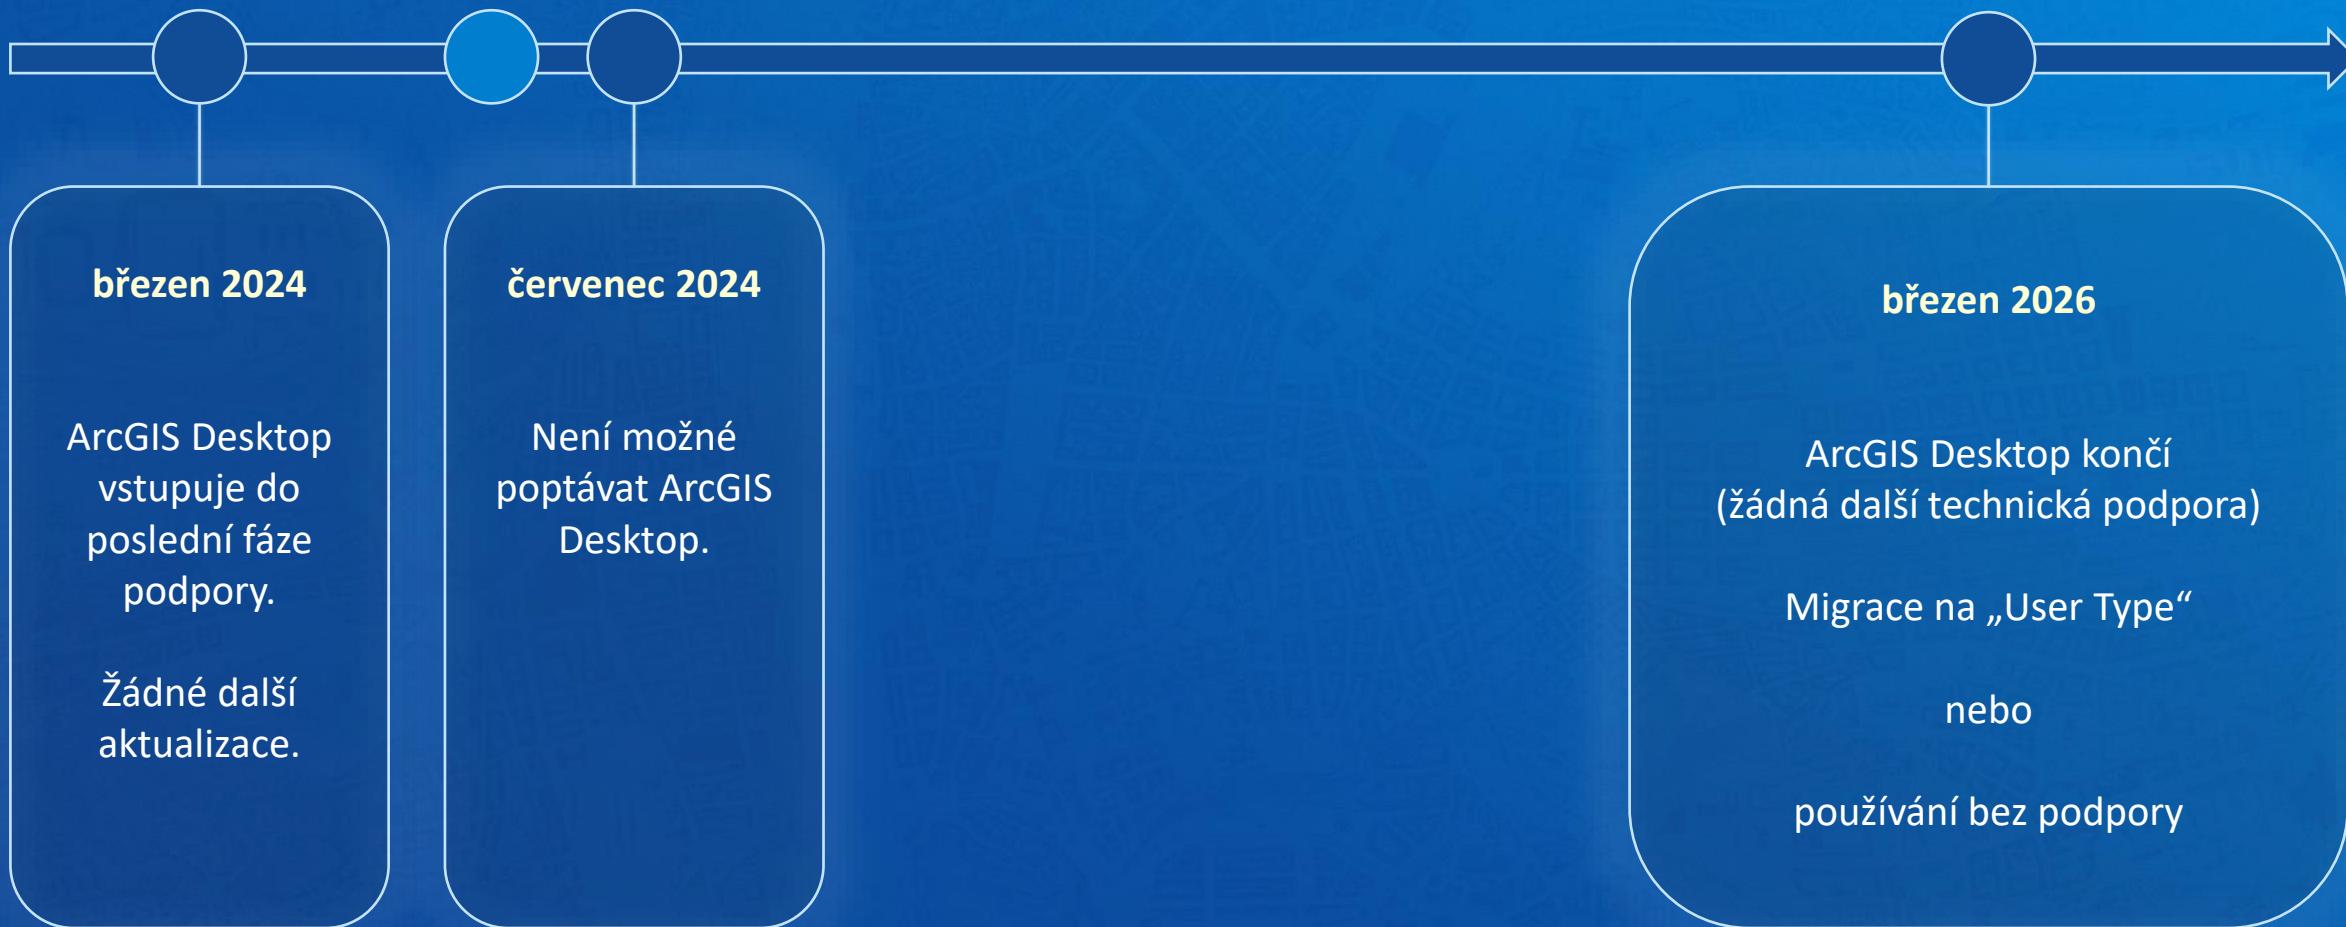 březen 2024
ArcGIS Desktop
vstupuje do
poslední fáze
podpory.
Žádné další
aktualizace.
červenec 2024
Není možné
poptávat ArcGIS
Desktop.
březen 2026
ArcGIS Desktop končí
(žádná další technická podpora)
Migrace na „User Type“
nebo
používání bez podpory